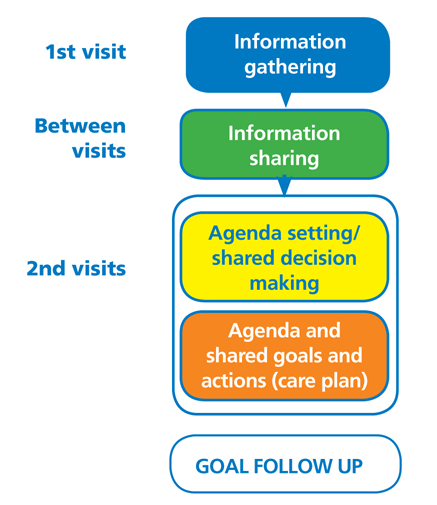 1st visit
Information
gathering
Between
visits
Information
sharing
2nd visits
Agenda setting/
shared decision
making
Agenda and
shared goals and
actions (care plan)
GOAL FOLLOW UP